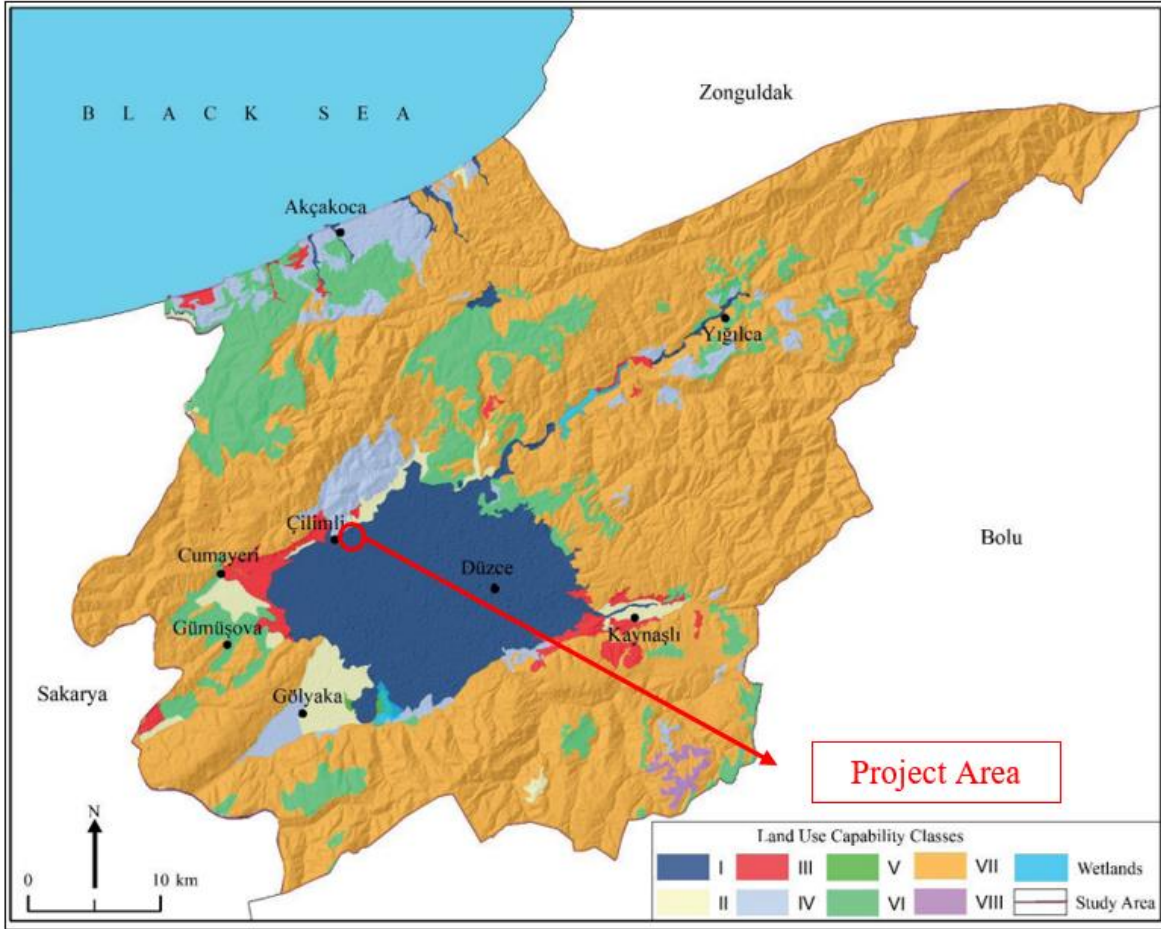 Zonguldak
B L A C K S E A
Akçakoca
Yığılca
Çilimli
Bolu
Cumayeri
Düzce
Gümüşova
Kaynaşlı
Sakarya
Gölyaka
Project Area
N
0 10 km
Land Use Capability Classes
I III V VII Wetlands
II IV VI VIII Study Area